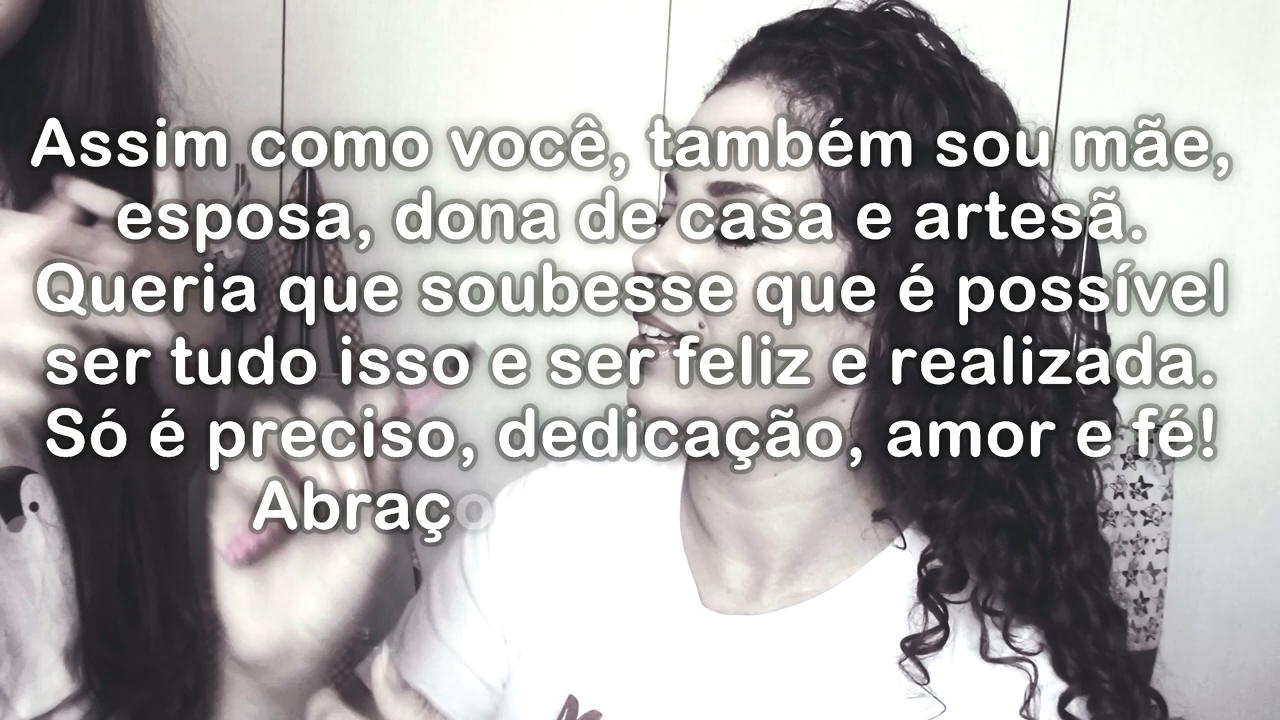 Assim como você, também sou mãe,
esposa, dona de casa e artesã.
Queria que soubesse que é possível
ser tudo isso e ser feliz e realizada.
Só é preciso, dedicação, amor e fé!
Abraço